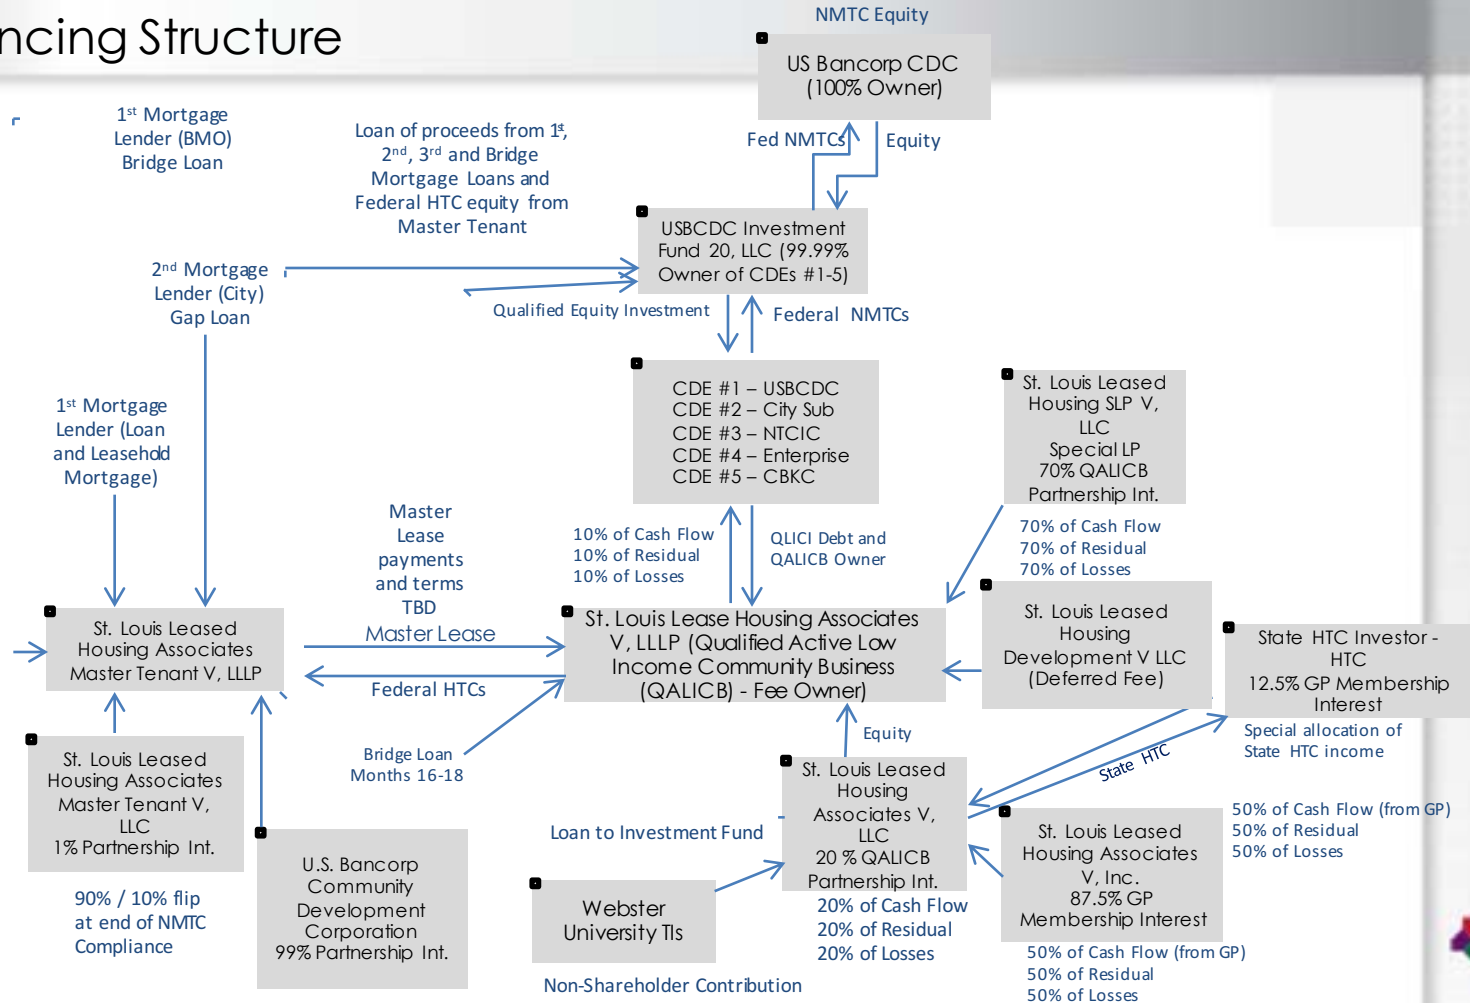 ncing Structure
NMTC Equity
US Bancorp CDC
(100% Owner)
Fed NMTCs
Equity
1st Mortgage
Lender (BMO)
Bridge Loan
Loan of proceeds from 1st,
2nd, 3rd and Bridge
Mortgage Loans and
Federal HTC equity from
Master Tenant
USBCDC Investment
Fund 20, LLC (99.99%
Owner of CDEs #1-5)
2nd Mortgage
Lender (City)
Gap Loan
Qualified Equity Investment
Federal NMTCs
CDE #1 – USBCDC
CDE #2 – City Sub
CDE #3 – NTCIC
CDE #4 – Enterprise
CDE #5 – CBKC
St. Louis Leased
Housing SLP V,
LLC
Special LP
70% QALICB
Partnership Int.
1st Mortgage
Lender (Loan
and Leasehold
Mortgage)
Master
Lease
payments
and terms
TBD
Master Lease
10% of Cash Flow
10% of Residual
10% of Losses
QLICI Debt and
QALICB Owner
70% of Cash Flow
70% of Residual
70% of Losses
St. Louis Leased
Housing Associates
Master Tenant V, LLLP
St. Louis Lease Housing Associates
V, LLLP (Qualified Active Low
Income Community Business
(QALICB) - Fee Owner)
St. Louis Leased
Housing
Development V LLC
(Deferred Fee)
State HTC Investor -
HTC
12.5% GP Membership
Interest
Federal HTCs
Special allocation of
State HTC income
Bridge Loan
Months 16-18
Equity
State HTC
St. Louis Leased
Housing Associates
Master Tenant V,
LLC
1% Partnership Int.
St. Louis Leased
Housing
Associates V,
LLC
20 % QALICB
Partnership Int.
Loan to Investment Fund
50% of Cash Flow (from GP)
50% of Residual
50% of Losses
St. Louis Leased
Housing Associates
V, Inc.
87.5% GP
Membership Interest
U.S. Bancorp
Community
Development
Corporation
99% Partnership Int.
90% / 10% flip
at end of NMTC
Compliance
Webster
University TIs
20% of Cash Flow
20% of Residual
20% of Losses
50% of Cash Flow (from GP)
50% of Residual
50% of Losses
Non-Shareholder Contribution